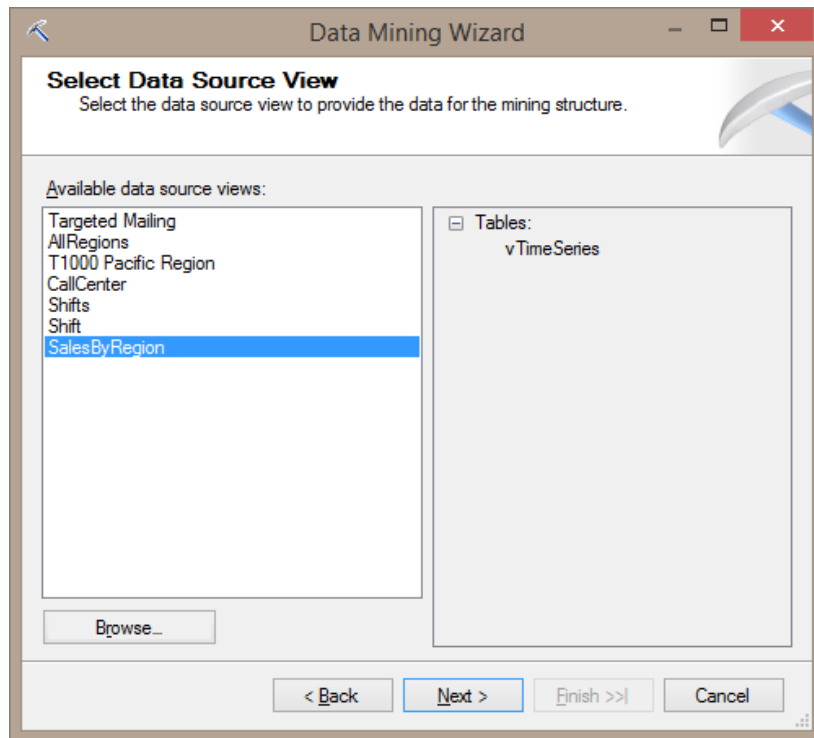 Data Mining Wizard
Select Data Source View
Select the data source view to provide the data for the mining structure.
Available data source views:
Targeted Mailing
AllRegions
T1000 Pacific Region
CallCenter
Shifts
Shift
SalesByRegion
Tables:
vTimeSeries
Browse...
< Back
Next >
Finish >>|
Cancel